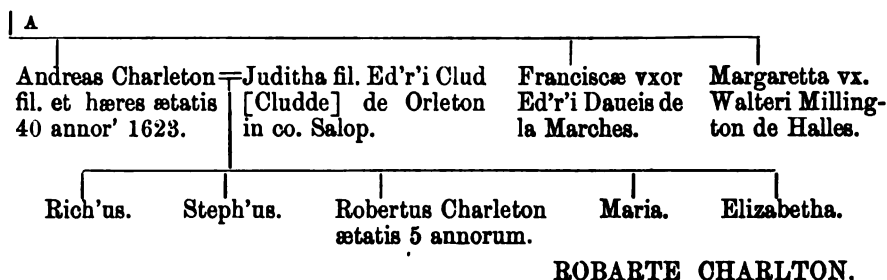 A
Andreas Charleton=Juditha fil. Ed'r'i Clud
fil. et hæres ætatis [Cludde] de Orleton
40 annor' 1623. in co. Salop.
Franciscæ vxor
Ed'r'i Daueis de
la Marches.
Margaretta vx.
Walteri Milling-
ton de Halles.
Rich'us.
Steph'us.
Robertus Charleton
ætatis 5 annorum.
Maria.
Elizabetha.
ROBARTE CHARLTON.